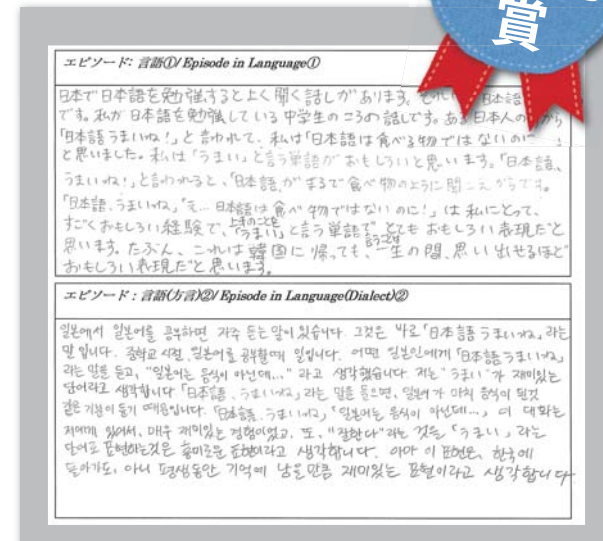 賞
エピソード: 言語①/ Episode in Language①
日本で日本語を勉強するとよく聞く話しがあります。それは 日本語
です。私が日本語を勉強している中学生のころの話しです。ある日本人の から
「日本語うまいね!」と言われて、私は「日本語は食べる物ではないのに
と思いました。私は「うまい」と言う単語がおもしろいと思います。「日本語、
うまいね!」と言われると、「日本語」がまるで食べ物のように聞こえるからです。
「日本語、うまいね」「え… 日本語は食べ物ではないのに!」は私にとって、
すごくおもしろい経験で、上手のことを「うまい」と言う単語で、とてもおもしろい表現だと
思います。たぶん、これは韓国に帰っても、一生の間、思い出せるほど
おもしろい表現だと思います。
エピソード : 言語(方言)②/ Episode in Language(Dialect)②
일본에서 일본어를 공부하면 자주 듣는 말이 있습니다. 그것은 바로「日本語うまいね」라는
말입니다. 중학교 시절, 일본어를 공부할때 일입니다. 어떤 일본인에게「日本語うまいね」
라는 말을 듣고, "일본어는 음식이 아닌데..." 라고 생각했습니다. 저는 "うまい"가 재미있는
단어라고 생각합니다「日本語、うまいね」라는 말을 들으면, 일본어가 마치 음식이 된것
같은 기분이 들기 때문입니다.「日本語、うまいね」「일본어는 음식이 아닌데...」이 대화는
저에게 있어서, 매우 재미있는 경험이었고, 또, "잘한다"라는 것을「うまい」라는
단어로 표현하는것은 흥미로운 표현이라고 생각합니다. 아마 이 표현은, 한국에
돌아가도, 아니 평생동안 기억에 남을만큼 재미있는 표현이라고 생각합니다